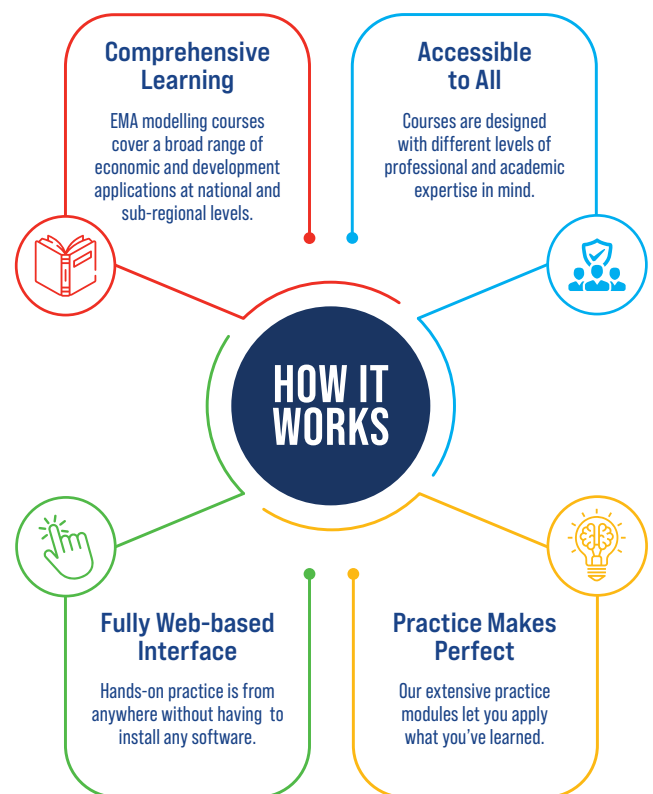 Comprehensive
Learning
EMA modelling courses
cover a broad range of
economic and development
applications at national and
sub-regional levels.
Accessible
to All
Courses are designed
with different levels of
professional and academic
expertise in mind.
HOW IT
WORKS
Fully Web-based
Interface
Hands-on practice is from
anywhere without having  to
install any software.
Practice Makes
Perfect
Our extensive practice
modules let you apply
what you've learned.